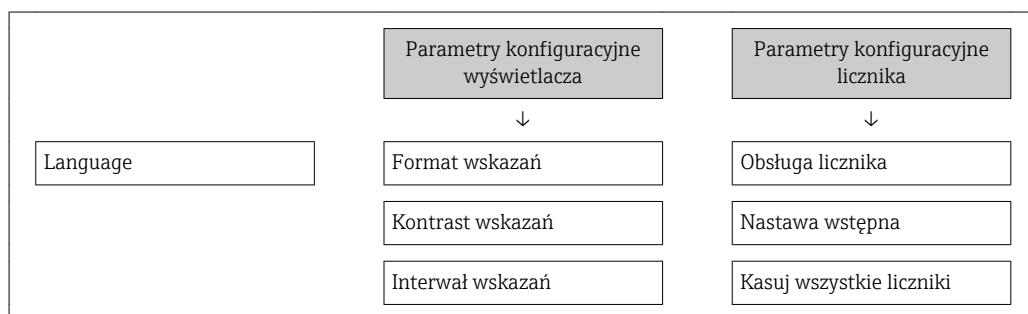 Parametry konfiguracyjne
wyświetlacza
Parametry konfiguracyjne
licznika
↓
↓
Language
Format wskazań
Obsługa licznika
Kontrast wskazań
Nastawa wstępna
Interwał wskazań
Kasuj wszystkie liczniki